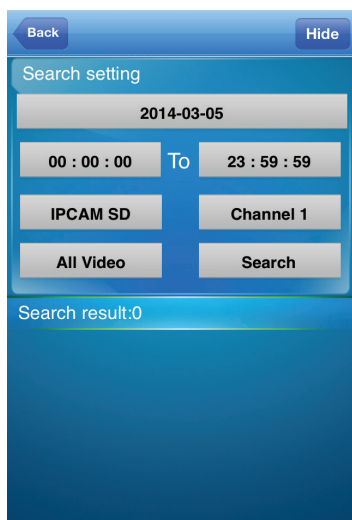 Back Hide
Search setting
2014-03-05
00 : 00 : 00 To 23 : 59 : 59
IPCAM SD Channel 1
All Video Search
Search result:0